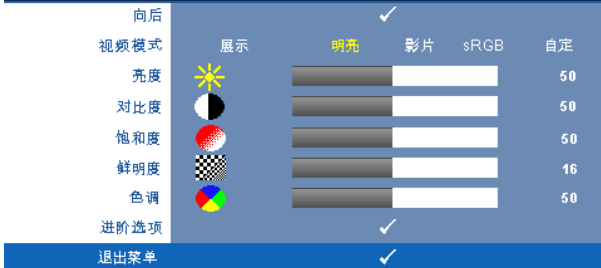 向后
视频模式 展示 明亮 影片 sRGB 自定
亮度 50
对比度 50
饱和度 50
鲜明度 16
色调 50
进阶选项
退出菜单